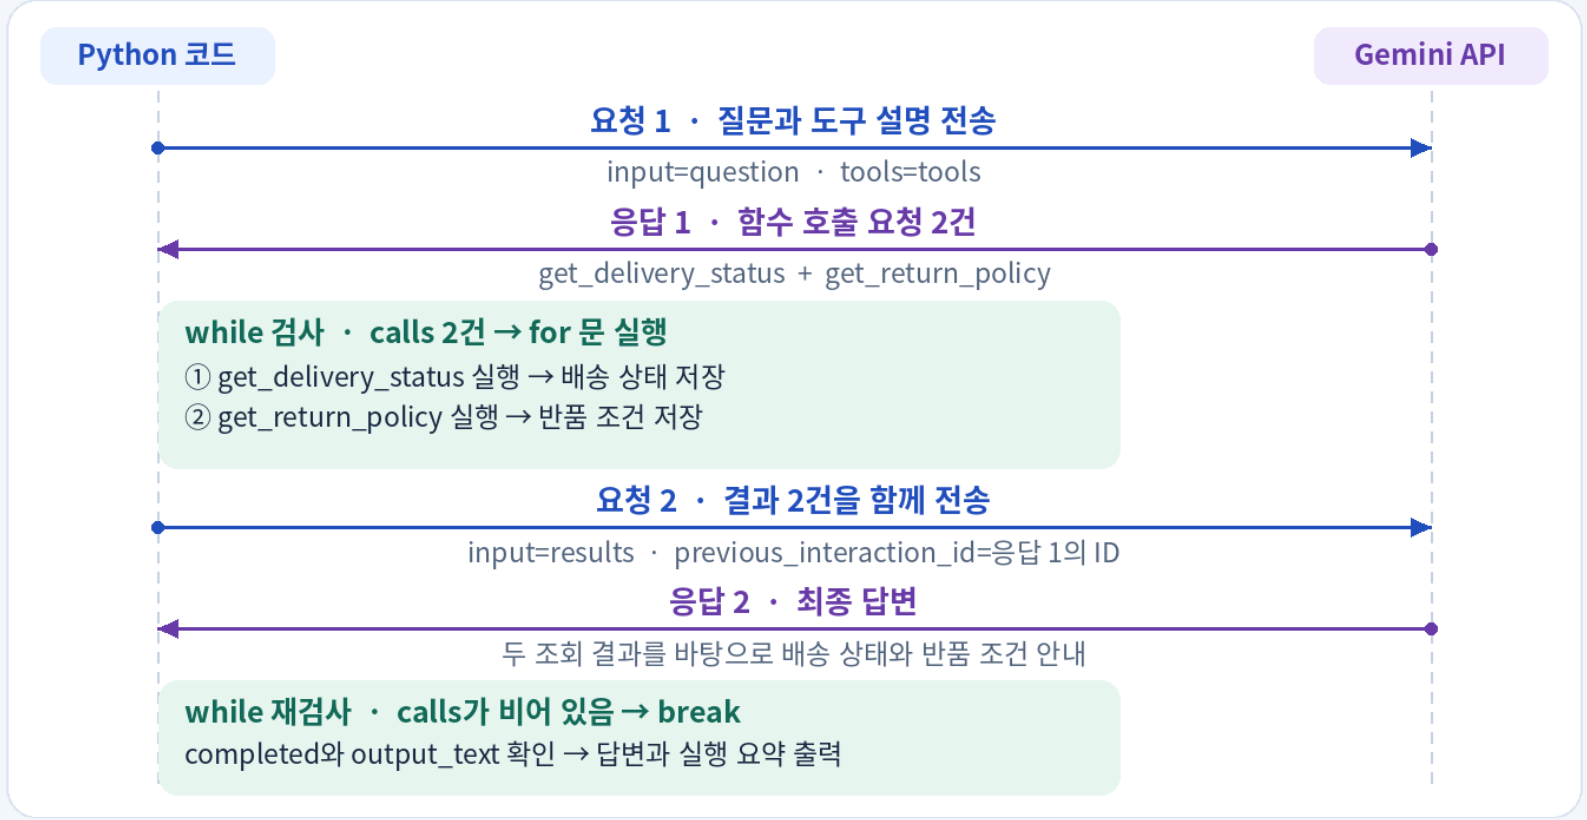 Python 코드
Gemini API
요청 1 · 질문과 도구 설명 전송
input=question · tools=tools
응답 1 · 함수 호출 요청 2건
get_delivery_status + get_return_policy
while 검사 · calls 2건 → for 문 실행
① get_delivery_status 실행 → 배송 상태 저장
② get_return_policy 실행 → 반품 조건 저장
요청 2 · 결과 2건을 함께 전송
input=results · previous_interaction_id=응답 1의 ID
응답 2 · 최종 답변
두 조회 결과를 바탕으로 배송 상태와 반품 조건 안내
while 재검사 · calls가 비어 있음 → break
completed와 output_text 확인 → 답변과 실행 요약 출력